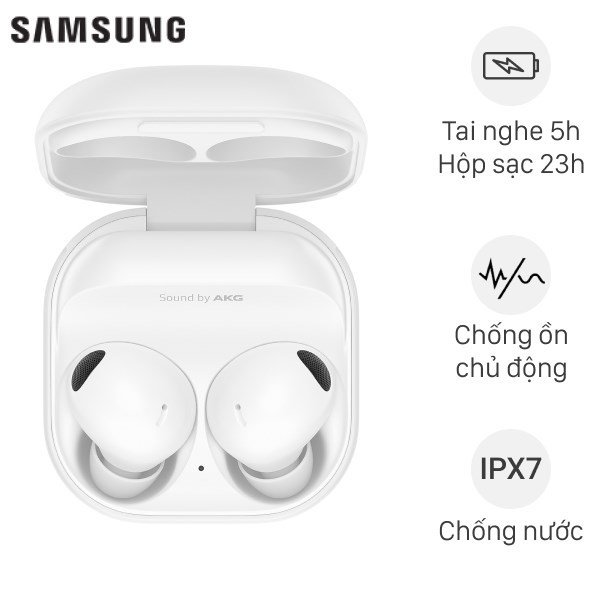 SAMSUNG
Tai nghe 5h
Hộp sạc 23h
Sound by AKG
Chống ồn
chủ động
IPX7
Chống nước